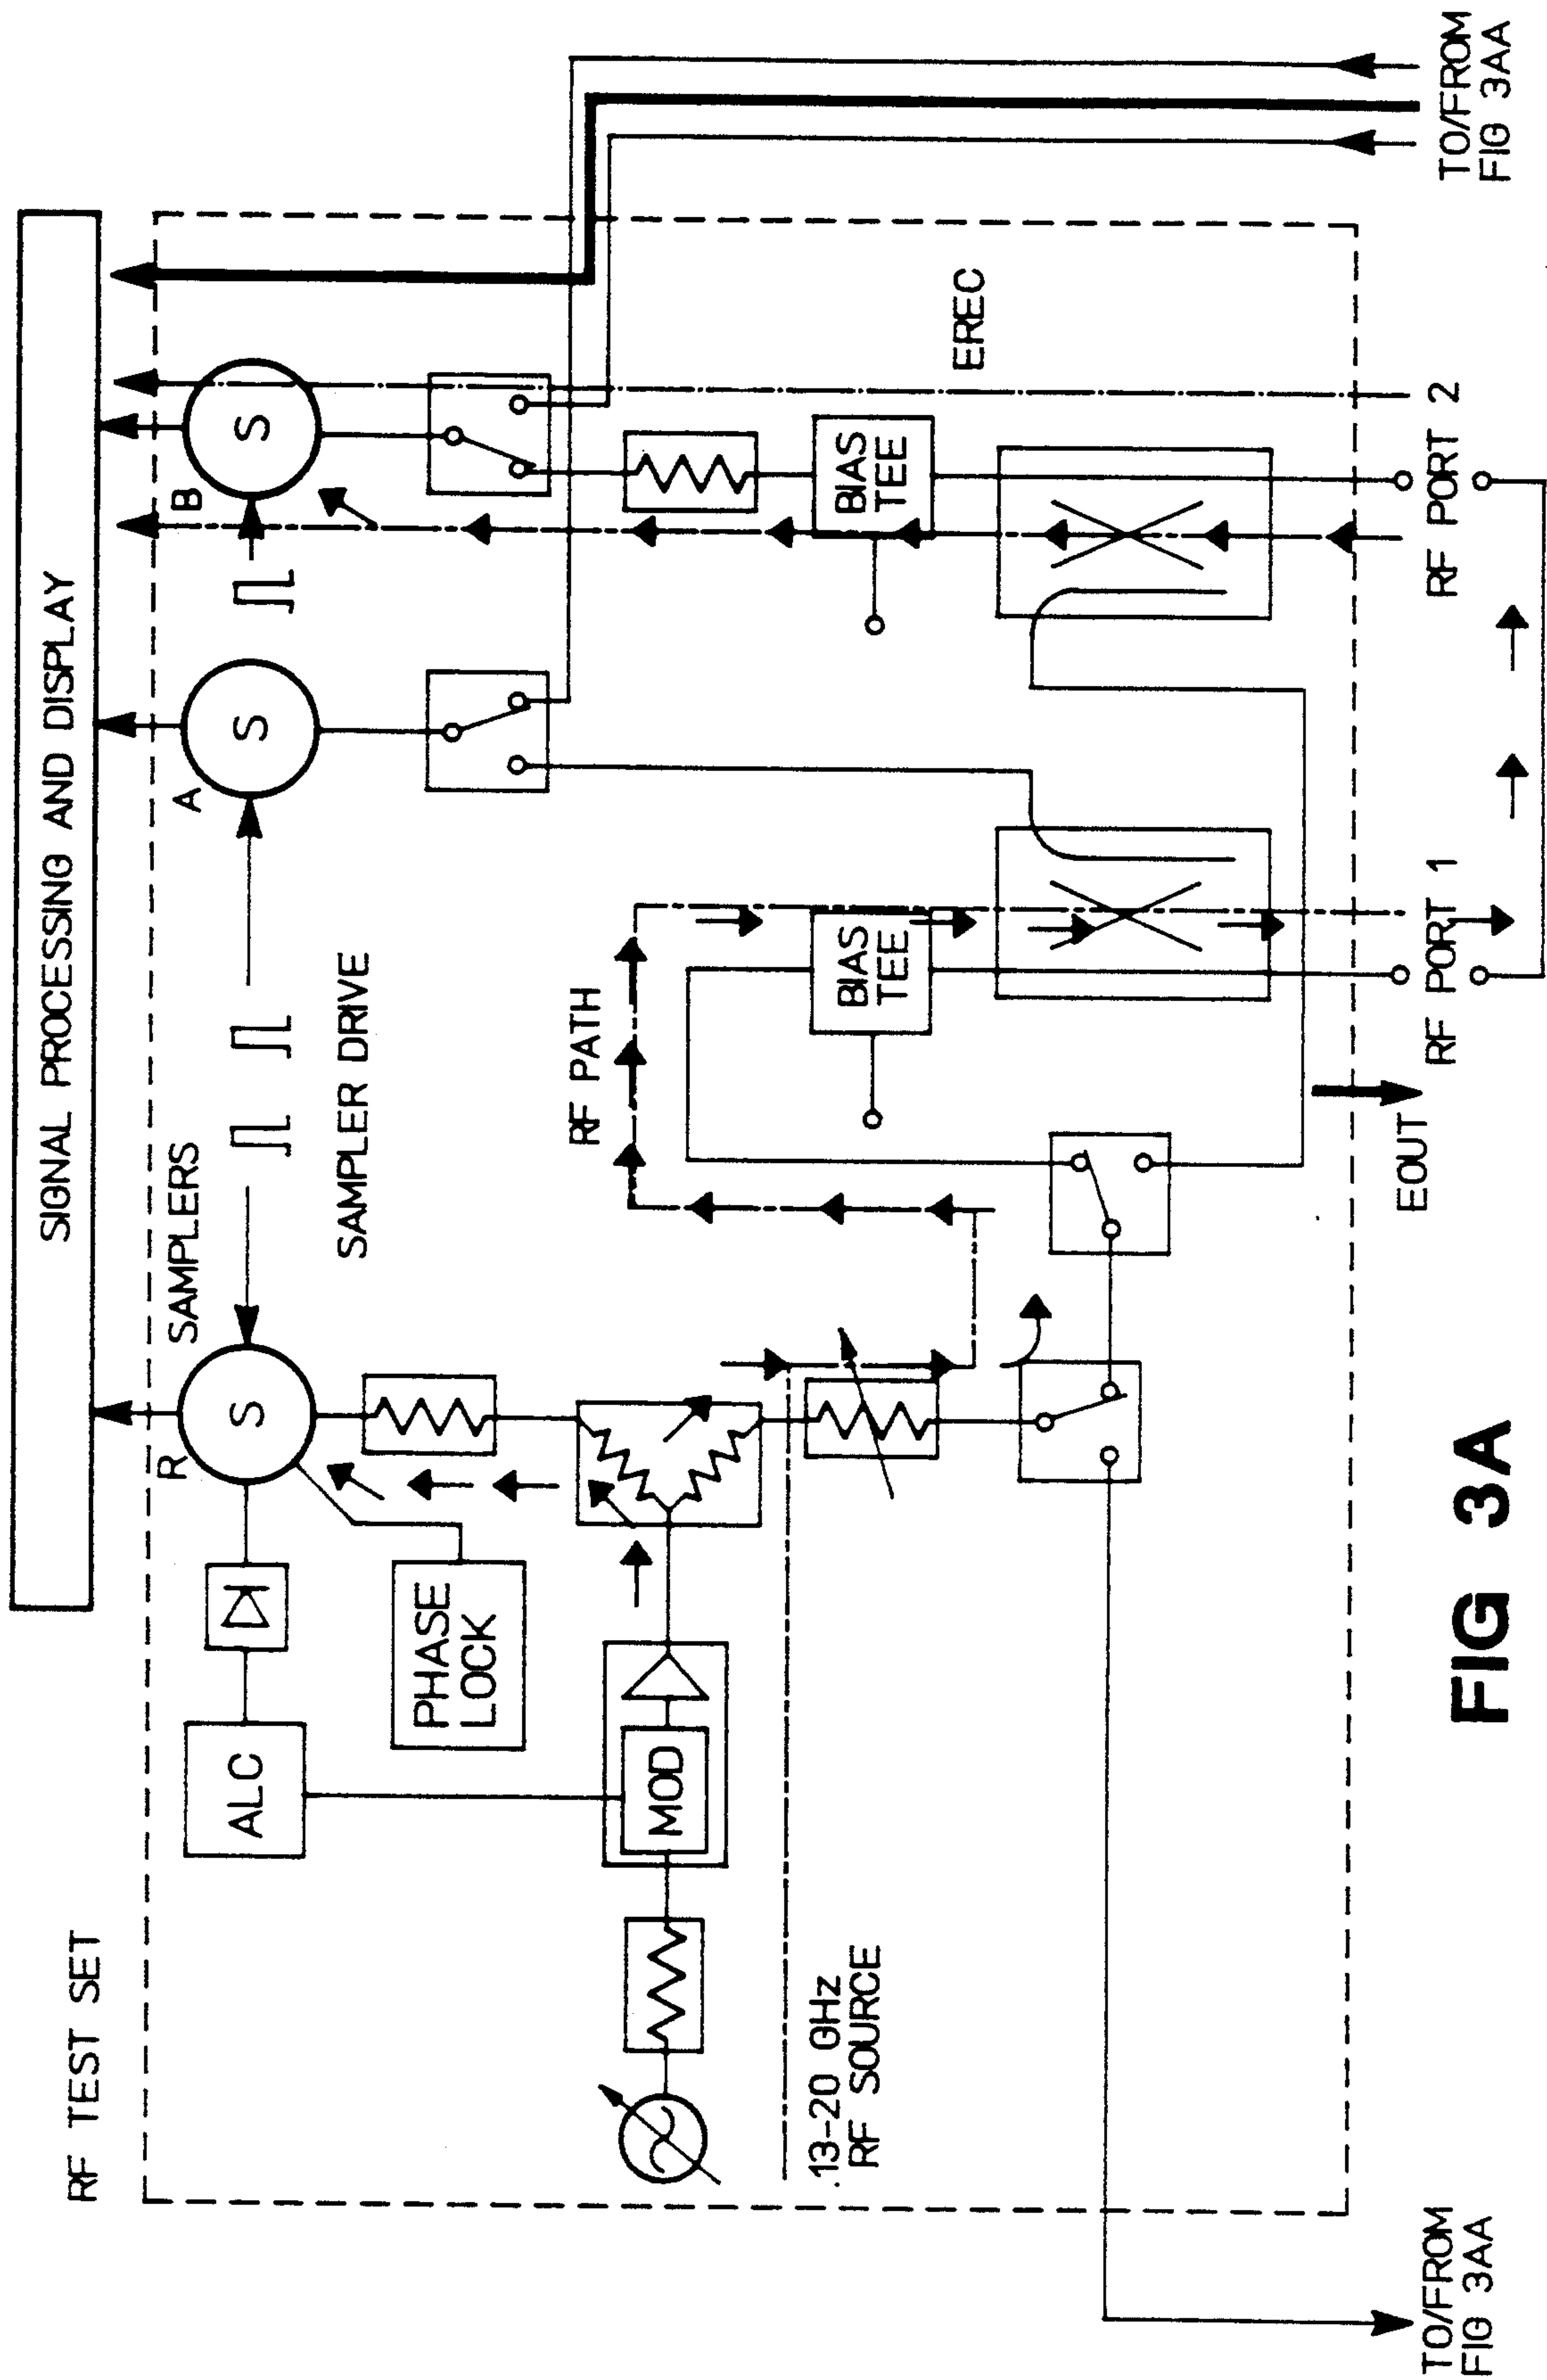 RF TEST SET
SIGNAL PROCESSING AND DISPLAY
SAMPLERS
R
A
B
S
S
S
ALC
PHASE
LOCK
SAMPLER DRIVE
MOD
RF PATH
.13-20 GHz
RF SOURCE
BIAS
TEE
BIAS
TEE
EREC
EOUT
RF PORT 1
RF PORT 2
TO/FROM
FIG 3AA
TO/FROM
FIG 3AA
FIG 3A